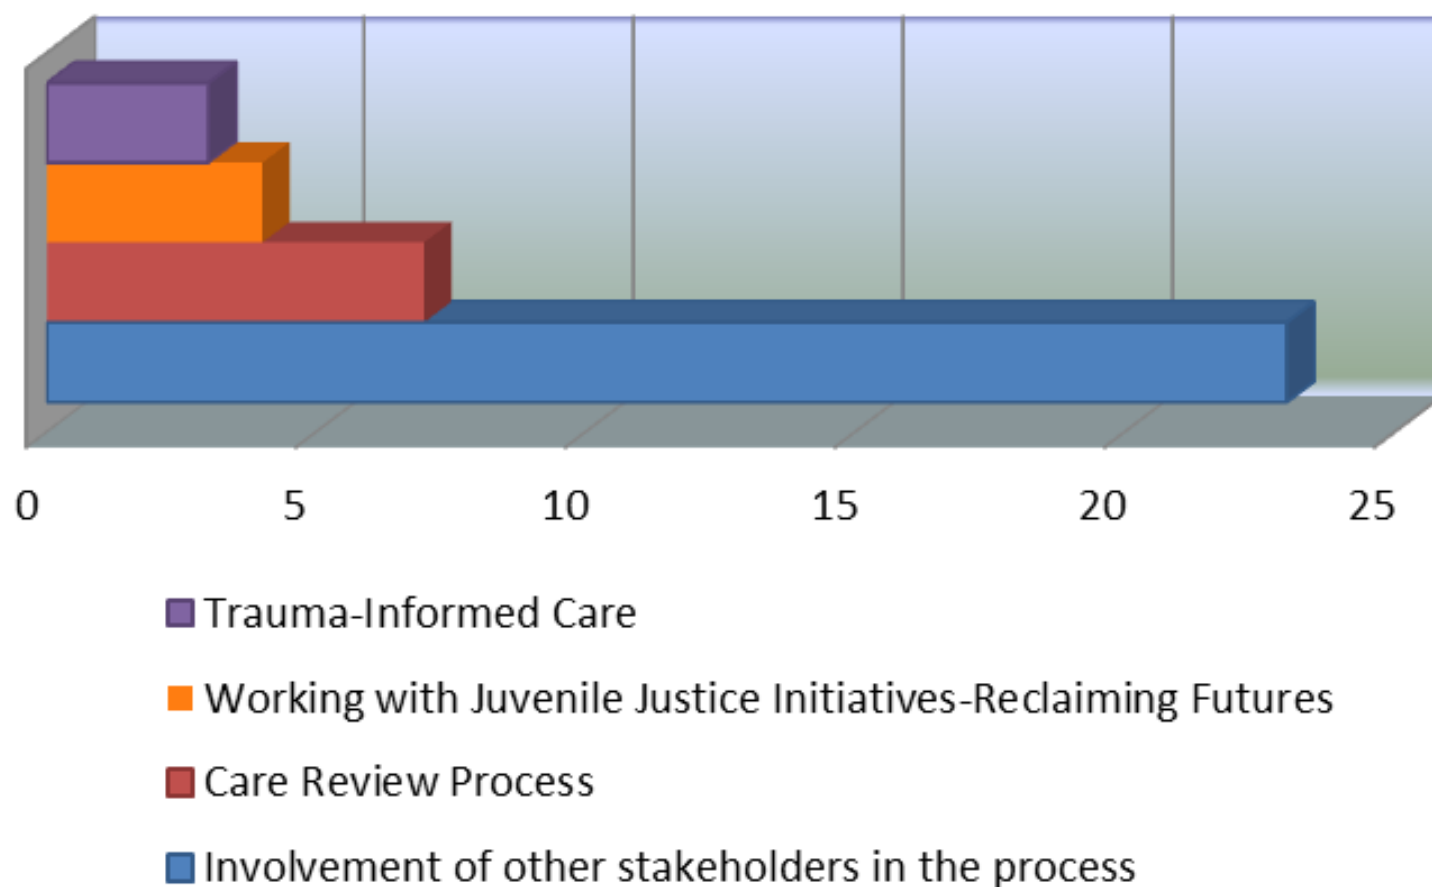 0 5 10 15 20 25
Trauma-Informed Care
Working with Juvenile Justice Initiatives-Reclaiming Futures
Care Review Process
Involvement of other stakeholders in the process